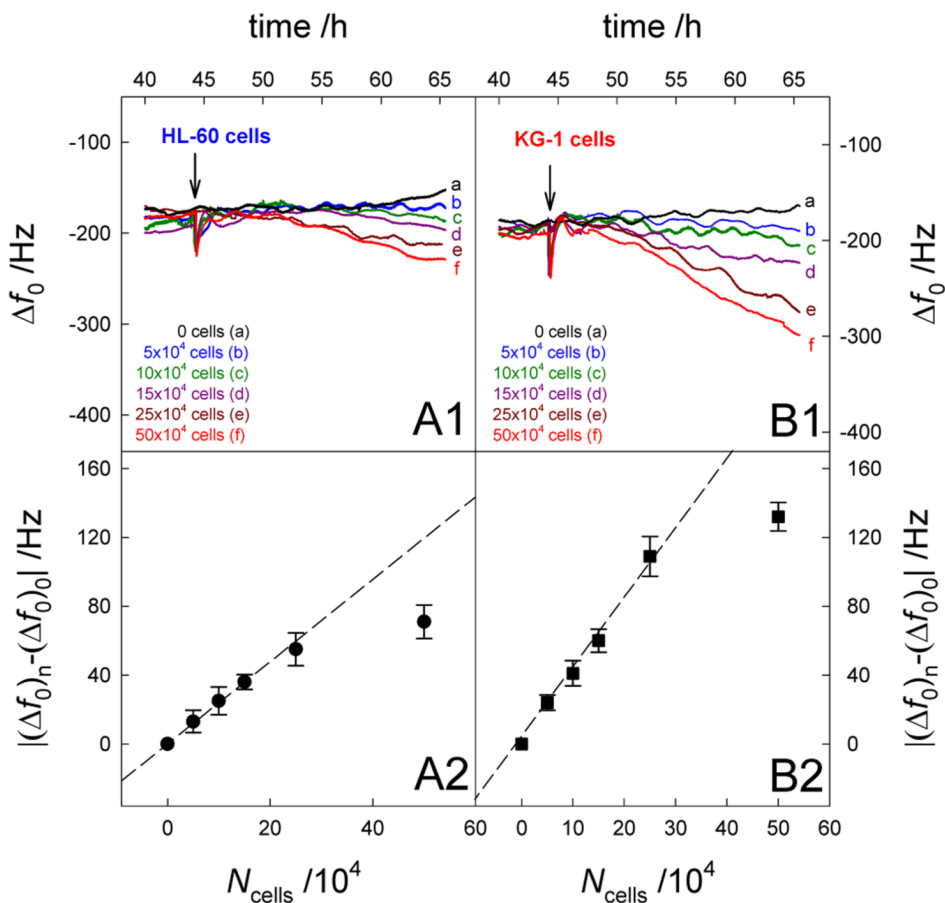 time /h
time /h
40 45 50 55 60 65
40 45 50 55 60 65
HL-60 cells
KG-1 cells
-100
-200
-300
-400
Δf₀ /Hz
a
b
c
d
e
f
0 cells (a)
5x10⁴ cells (b)
10x10⁴ cells (c)
15x10⁴ cells (d)
25x10⁴ cells (e)
50x10⁴ cells (f)
A1
a
b
c
d
e
f
0 cells (a)
5x10⁴ cells (b)
10x10⁴ cells (c)
15x10⁴ cells (d)
25x10⁴ cells (e)
50x10⁴ cells (f)
B1
-100
-200
-300
-400
Δf₀ /Hz
160
120
80
40
0
|(Δf₀)ₙ-(Δf₀)₀| /Hz
A2
B2
160
120
80
40
0
|(Δf₀)ₙ-(Δf₀)₀| /Hz
0 20 40 60
0 10 20 30 40 50 60
N_cells /10⁴
N_cells /10⁴